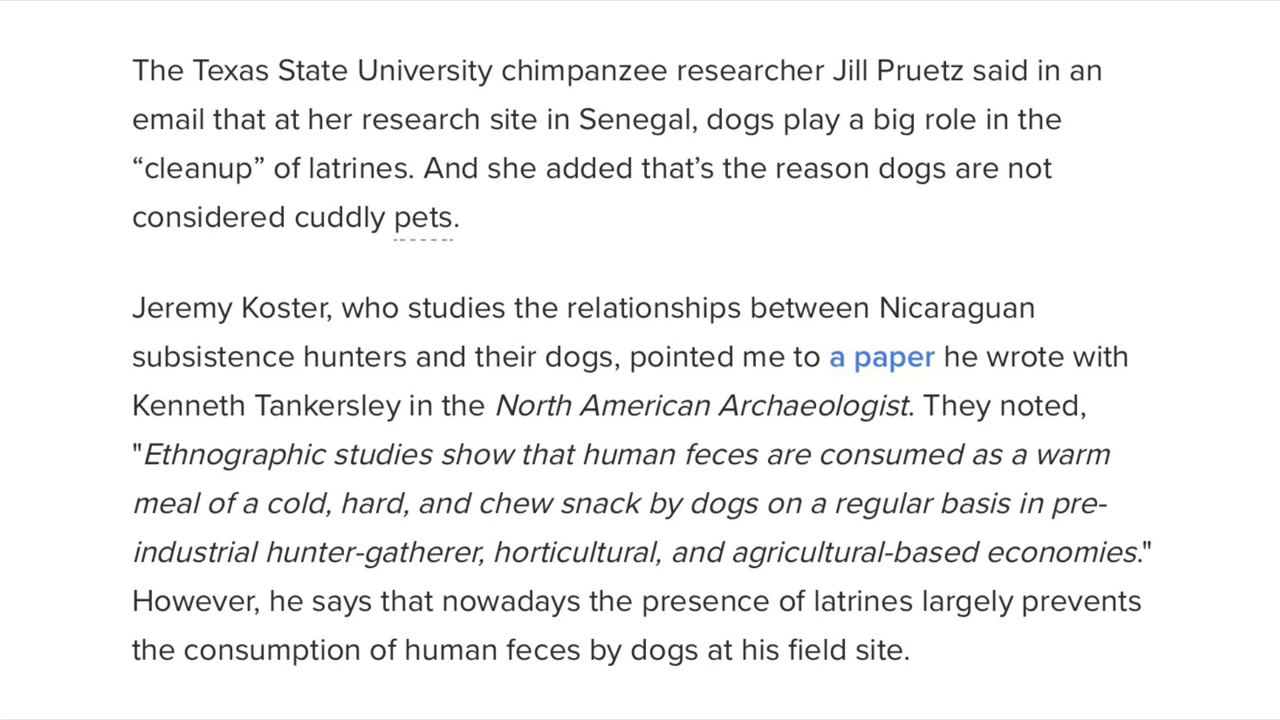 The Texas State University chimpanzee researcher Jill Pruetz said in an
email that at her research site in Senegal, dogs play a big role in the
“cleanup” of latrines. And she added that’s the reason dogs are not
considered cuddly pets.
Jeremy Koster, who studies the relationships between Nicaraguan
subsistence hunters and their dogs, pointed me to a paper he wrote with
Kenneth Tankersley in the North American Archaeologist. They noted,
"Ethnographic studies show that human feces are consumed as a warm
meal of a cold, hard, and chew snack by dogs on a regular basis in pre-
industrial hunter-gatherer, horticultural, and agricultural-based economies."
However, he says that nowadays the presence of latrines largely prevents
the consumption of human feces by dogs at his field site.